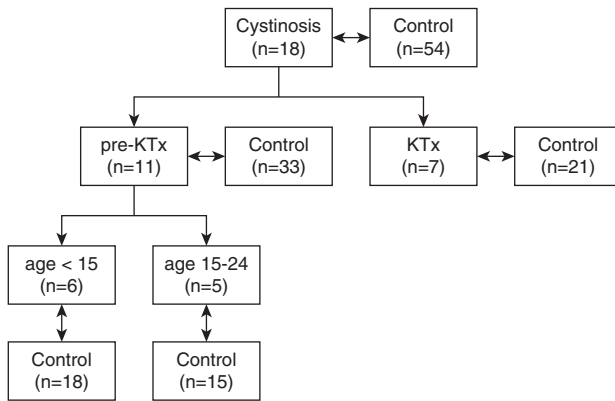 Cystinosis
(n=18)
Control
(n=54)
pre-KTx
(n=11)
Control
(n=33)
KTx
(n=7)
Control
(n=21)
age < 15
(n=6)
age 15-24
(n=5)
Control
(n=18)
Control
(n=15)